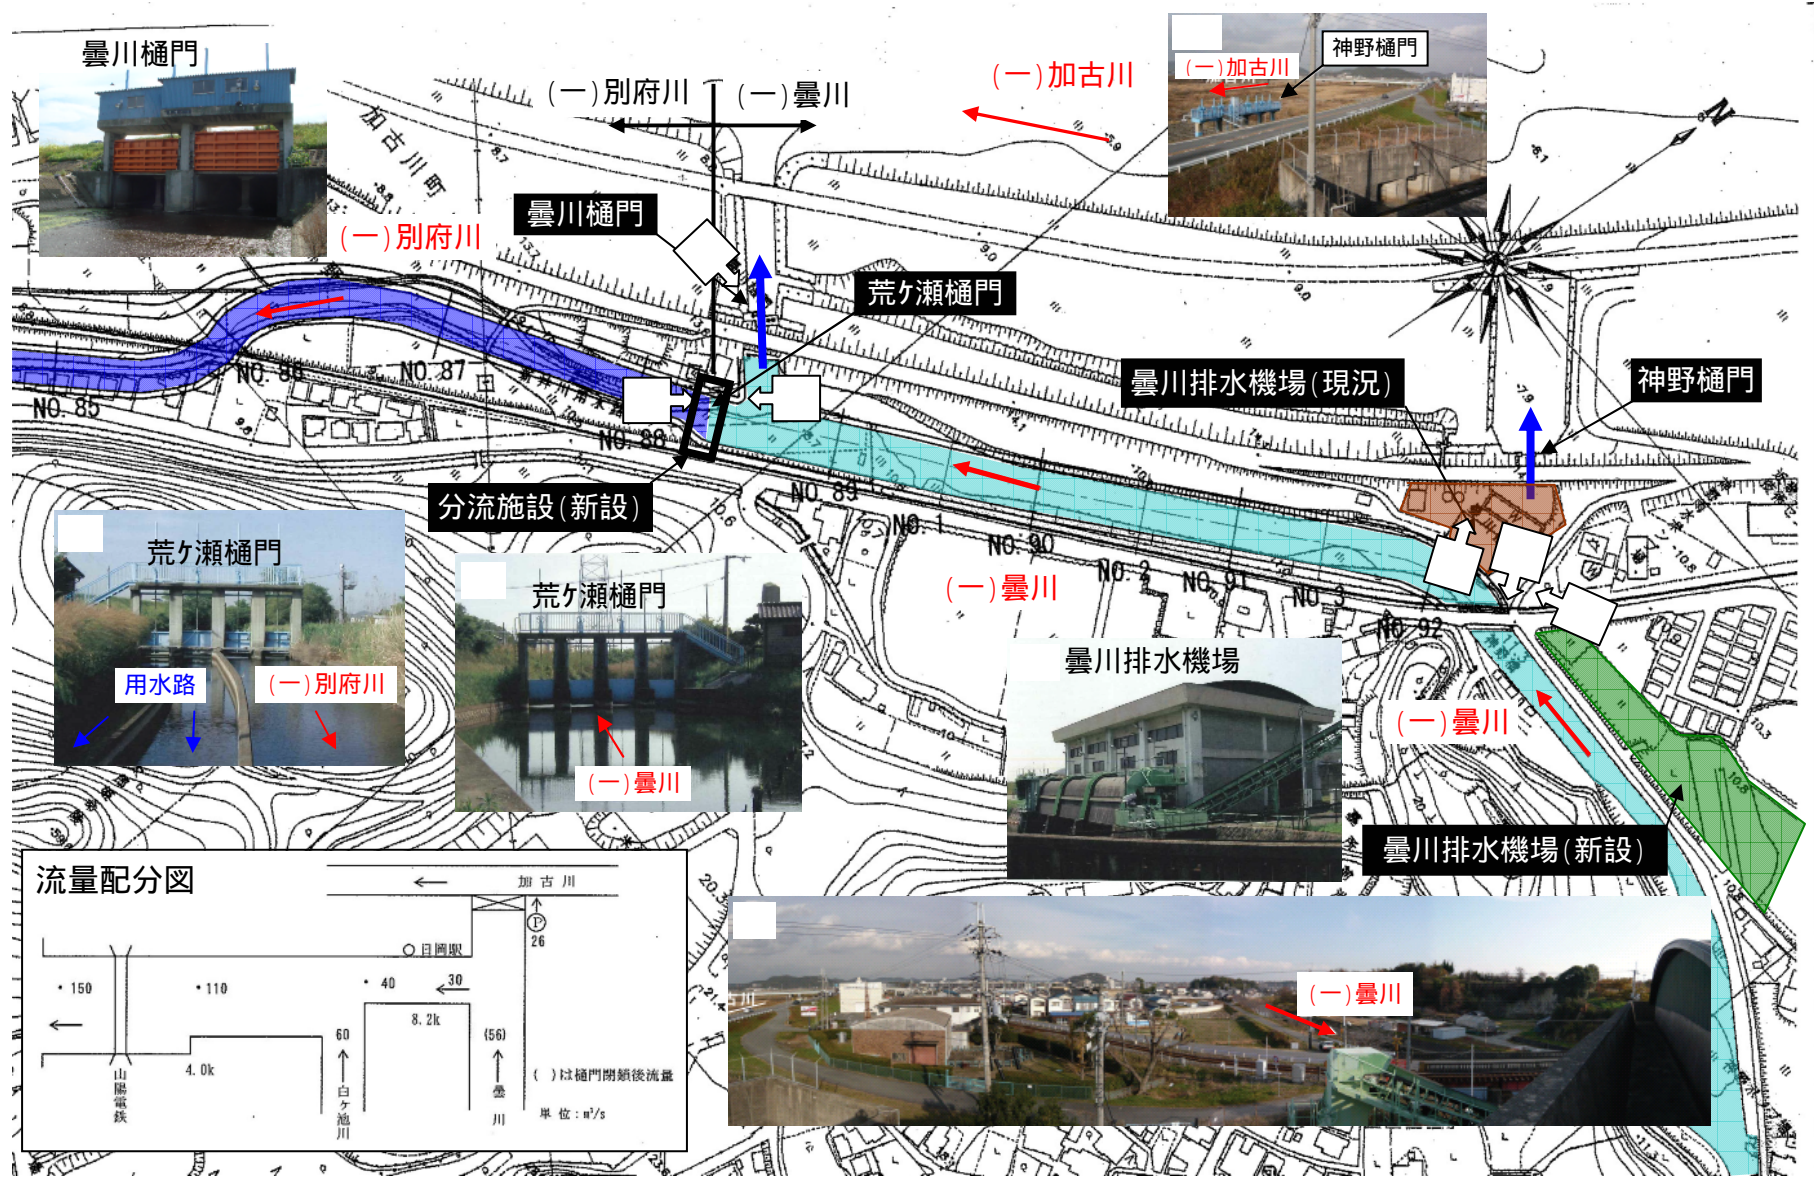 曇川樋門
(一)別府川
(一)曇川
(一)加古川
(一)加古川
神野樋門
N
加古川町
曇川樋門
(一)別府川
荒ケ瀬樋門
曇川排水機場(現況)
神野樋門
NO.85
NO.86
NO.87
NO.88
NO.89
NO.1
NO.90
NO.2
NO.91
NO.3
NO.92
分流施設(新設)
(一)曇川
荒ケ瀬樋門
用水路
(一)別府川
荒ケ瀬樋門
(一)曇川
曇川排水機場
(一)曇川
曇川排水機場(新設)
(一)曇川
流量配分図
加古川
P
26
日岡駅
・150
・110
・40
30
8.2k
60
(56)
4.0k
山陽電鉄
白ケ池川
曇川
( )は樋門閉鎖後流量
単位:m³/s